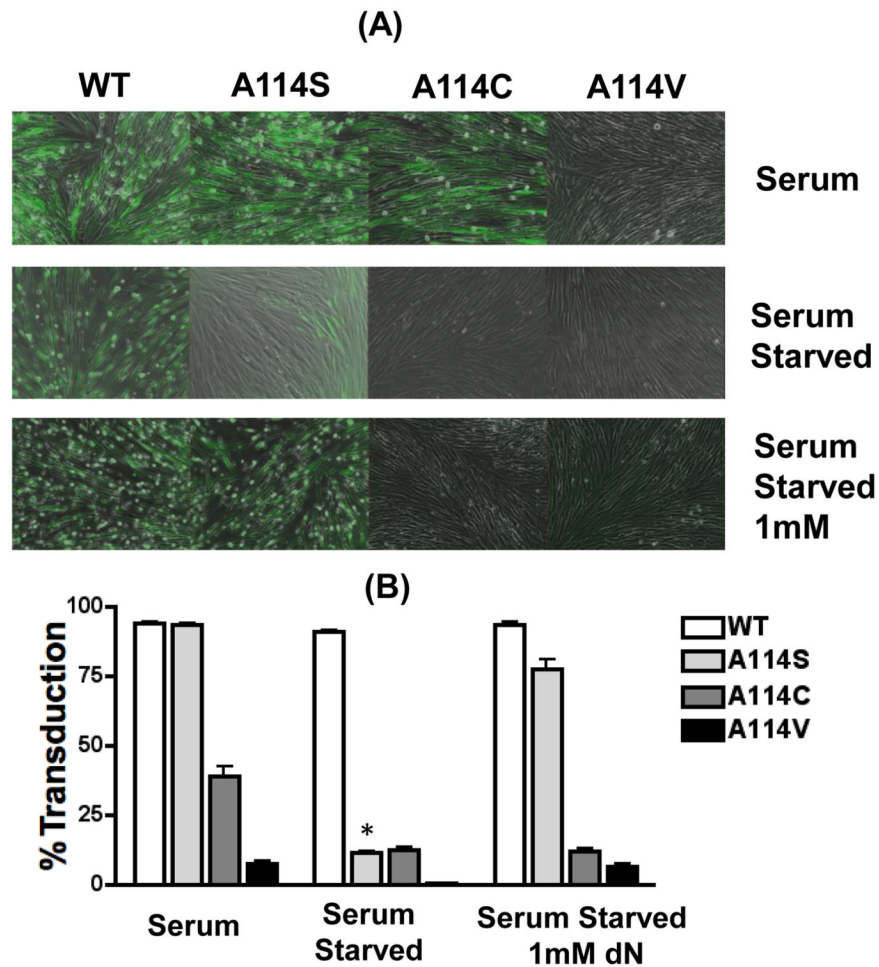 (A)
WT A114S A114C A114V
Serum
Serum
Starved
Serum
Starved
1mM
(B)
% Transduction
100
75
50
25
0
*
WT
A114S
A114C
A114V
Serum
Serum
Starved
Serum Starved
1mM dN